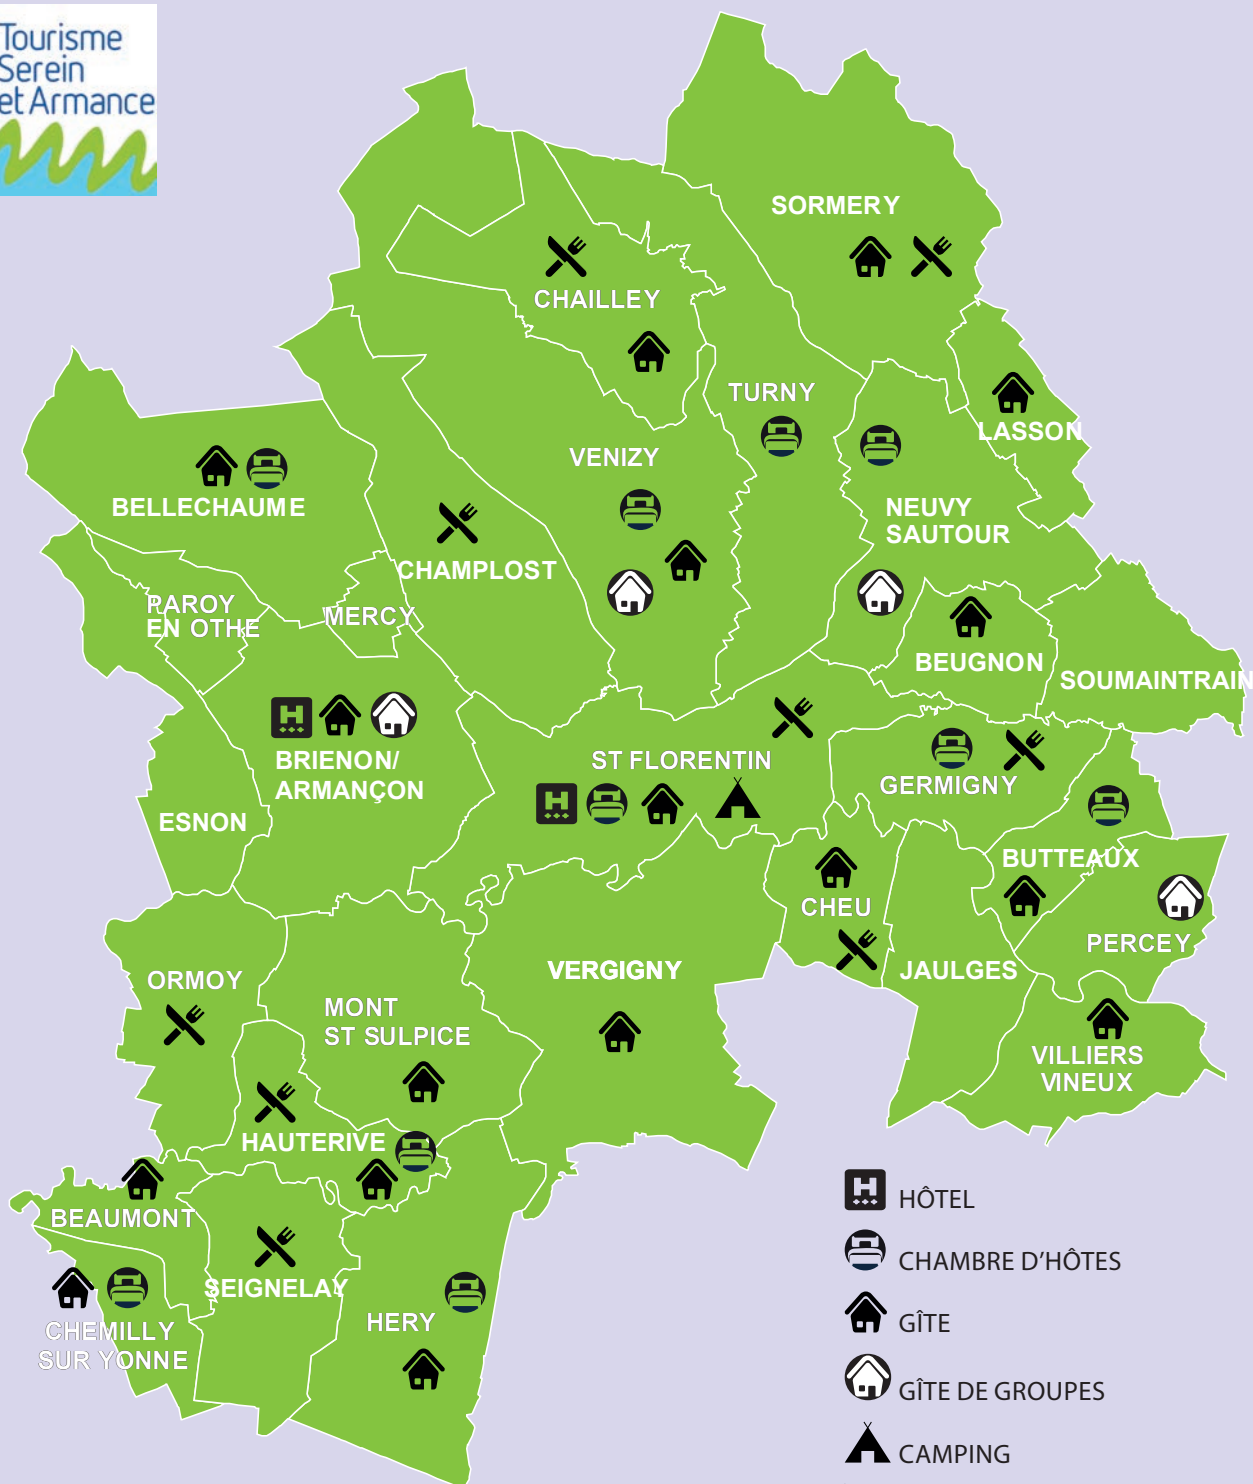 Tourisme
Serein
et Armance
SORMERY
CHAILLEY
TURNY
LASSON
VENIZY
BELLECHAUME
NEUVY
SAUTOUR
CHAMPLOST
PAROY
EN OTHE
MERCY
BEUGNON
SOUMAINTRAIN
H
BRIENON/
ARMANÇON
ST FLORENTIN
H
GERMIGNY
ESNON
BUTTEAUX
CHEU
PERCEY
ORMOY
VERGIGNY
JAULGES
MONT
ST SULPICE
VILLIERS
VINEUX
HAUTERIVE
BEAUMONT
SEIGNELAY
HERY
CHEMILLY
SUR YONNE
H HÔTEL
CHAMBRE D'HÔTES
GÎTE
GÎTE DE GROUPES
CAMPING